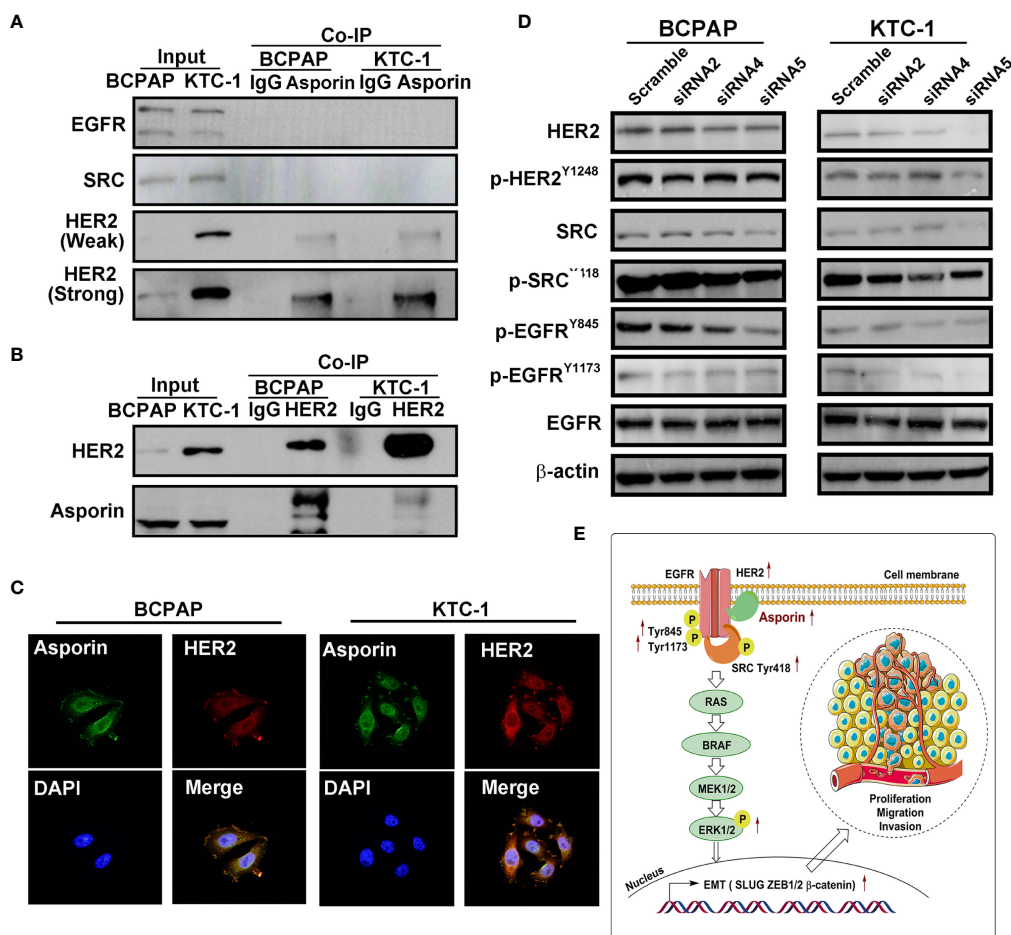 A
Co-IP
Input BCPAP KTC-1
BCPAP KTC-1 IgG Asporin IgG Asporin
EGFR
SRC
HER2
(Weak)
HER2
(Strong)
B
Co-IP
Input BCPAP KTC-1
BCPAP KTC-1 IgG HER2 IgG HER2
HER2
Asporin
C
BCPAP KTC-1
Asporin HER2 Asporin HER2
DAPI Merge DAPI Merge
D
BCPAP KTC-1
Scramble siRNA2 siRNA4 siRNA5 Scramble siRNA2 siRNA4 siRNA5
HER2
p-HER2Y1248
SRC
p-SRC
p-EGFRY845
p-EGFRY1173
EGFR
β-actin
E
EGFR HER2 ↑ Cell membrane
Asporin ↑
P
↑ Tyr845
P
↑ Tyr1173
P
SRC Tyr418 ↑
RAS
BRAF
MEK1/2
P
ERK1/2 ↑
Proliferation
Migration
Invasion
Nucleus
EMT ( SLUG ZEB1/2 β-catenin) ↑